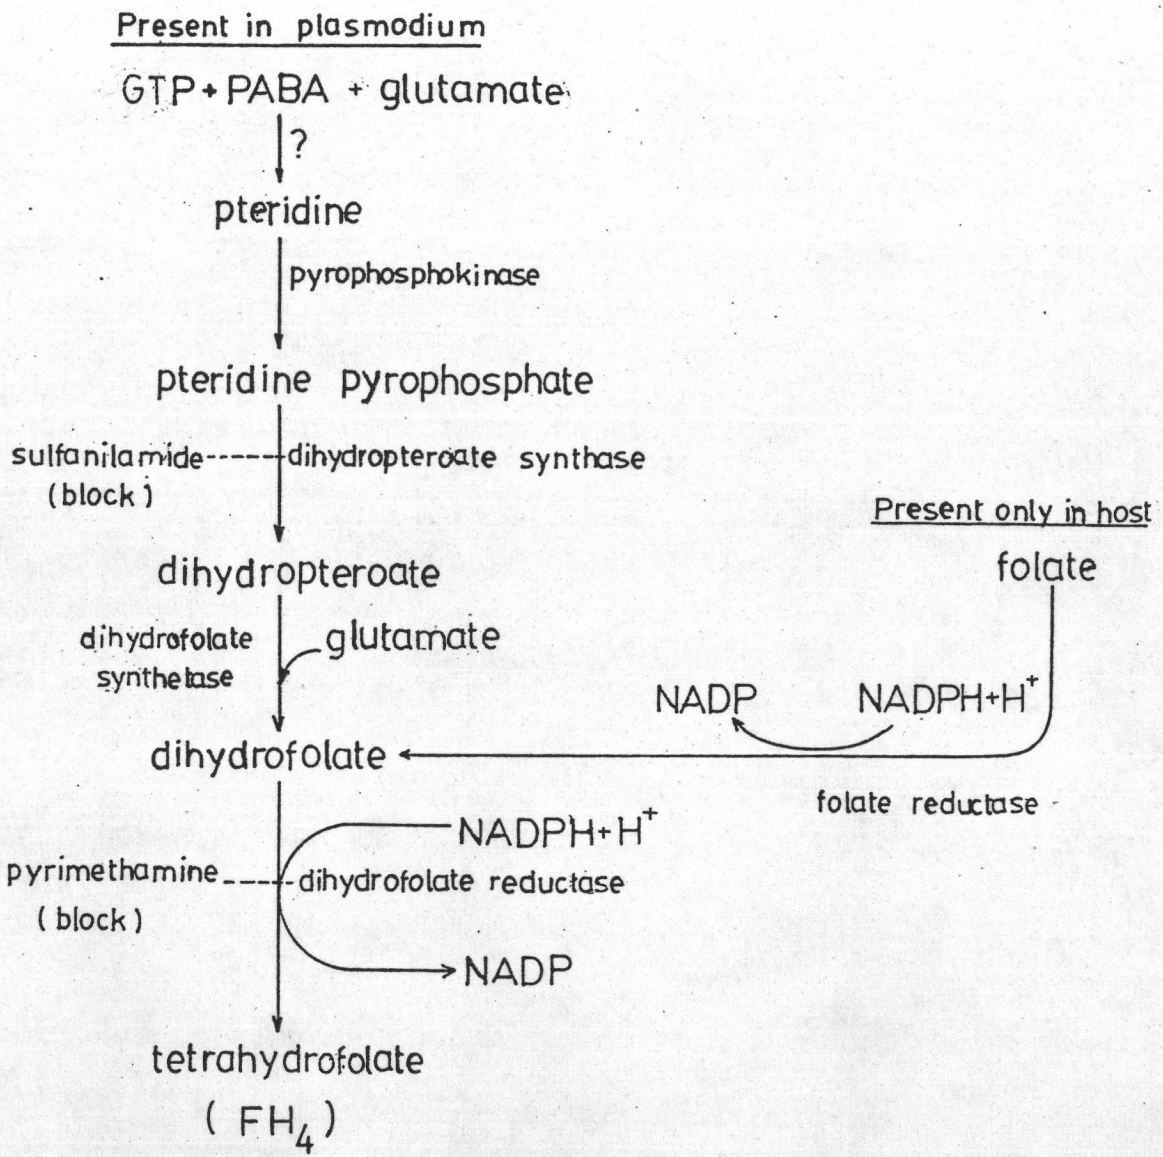 Present in plasmodium
GTP + PABA + glutamate
?
pteridine
pyrophosphokinase
pteridine pyrophosphate
sulfanilamide
(block)
dihydropteroate synthase
dihydropteroate
dihydrofolate
synthetase
glutamate
Present only in host
folate
NADP
NADPH+H⁺
dihydrofolate
folate reductase
NADPH+H⁺
pyrimethamine
(block)
dihydrofolate reductase
NADP
tetrahydrofolate
( FH₄ )